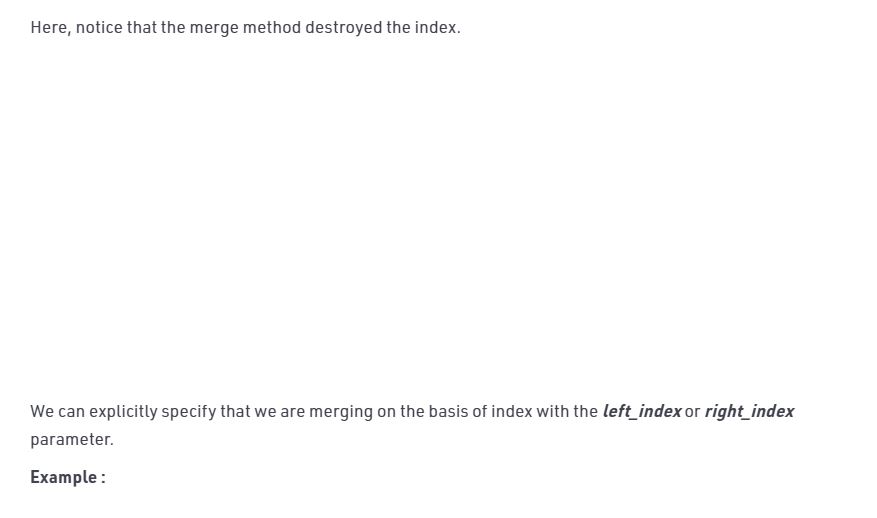 Here, notice that the merge method destroyed the index.
We can explicitly specify that we are merging on the basis of index with the left_index or right_index
parameter.
Example :